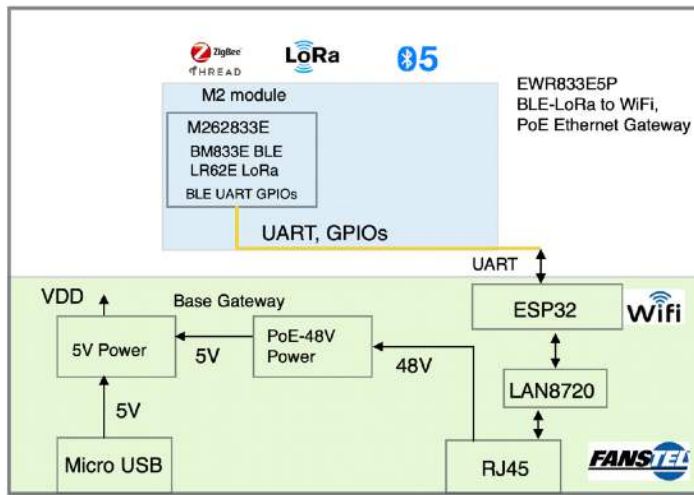 ZigBee
THREAD
LoRa
5
EWR833E5P
BLE-LoRa to WiFi,
PoE Ethernet Gateway
M2 module
M262833E
BM833E BLE
LR62E LoRa
BLE UART GPIOs
UART, GPIOs
UART
VDD
Base Gateway
ESP32
Wifi
5V Power
5V
PoE-48V
Power
48V
LAN8720
5V
Micro USB
RJ45
FANSTEL